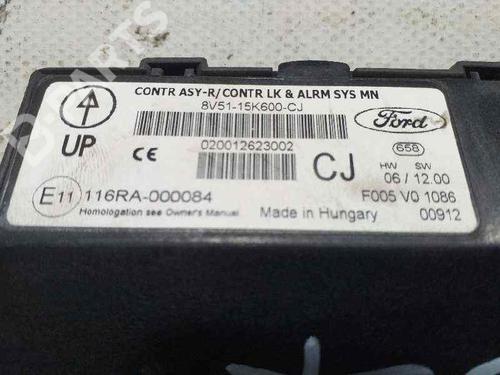 CONTR ASY-R/CONTR LK & ALRM SYS MN
8V51-15K600-CJ
Ford
UP
CE
020012623002
CJ
658
HW SW
06 / 12.00
E11 116RA-000084
F005 V0 1086
Homologation see Owner's Manual
Made in Hungary
00912